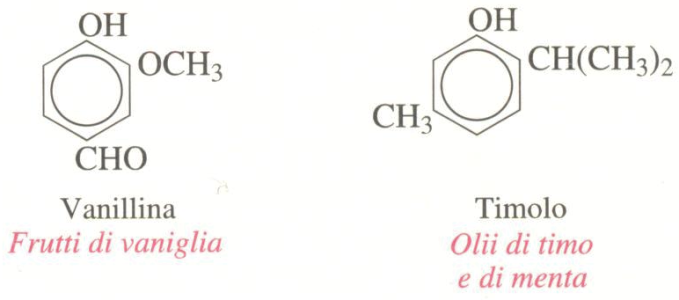 OH
OCH3
CHO
Vanillina
Frutti di vaniglia
OH
CH(CH3)2
CH3
Timolo
Olii di timo
e di menta